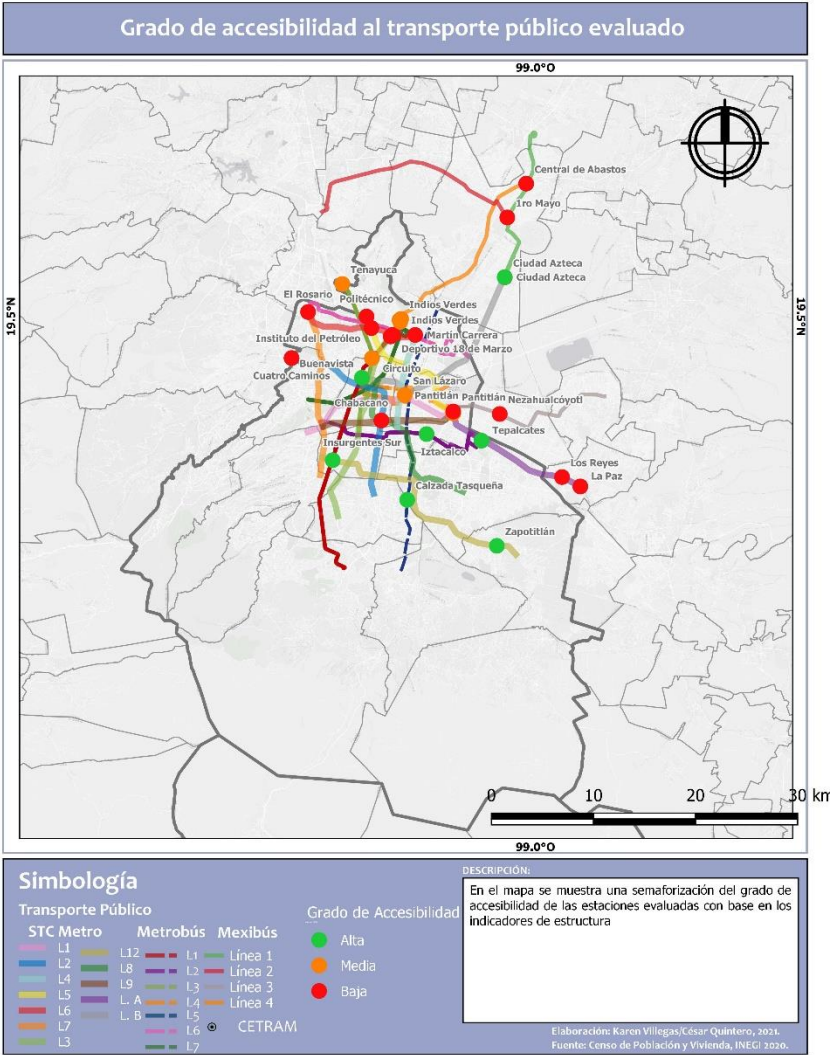 Grado de accesibilidad al transporte público evaluado
99.0°O
Central de Abastos
1ro Mayo
Ciudad Azteca
Ciudad Azteca
Tenayuca
El Rosario
Politécnico
Indios Verdes
Indios Verdes
19.5°N
19.5°N
Instituto del Petróleo
Martín Carrera
Deportivo 18 de Marzo
Buenavista
Circuito
Cuatro Caminos
San Lázaro
Chabacano
Pantitlán
Pantitlán
Nezahualcóyotl
Tepalcates
Insurgentes Sur
Iztacalco
Los Reyes
La Paz
Calzada Tasqueña
Zapotitlán
0 10 20 30 km
99.0°O
Simbología
Transporte Público
STC Metro
L1
L2
L4
L5
L6
L7
L3
L12
L8
L9
L. A
L. B
Metrobús
L1
L2
L3
L4
L5
L6
L7
Mexibús
Línea 1
Línea 2
Línea 3
Línea 4
CETRAM
Grado de Accesibilidad
Alta
Media
Baja
DESCRIPCIÓN:
En el mapa se muestra una semaforización del grado de
accesibilidad de las estaciones evaluadas con base en los
indicadores de estructura
Elaboración: Karen Villegas/César Quintero, 2021.
Fuente: Censo de Población y Vivienda, INEGI 2020.